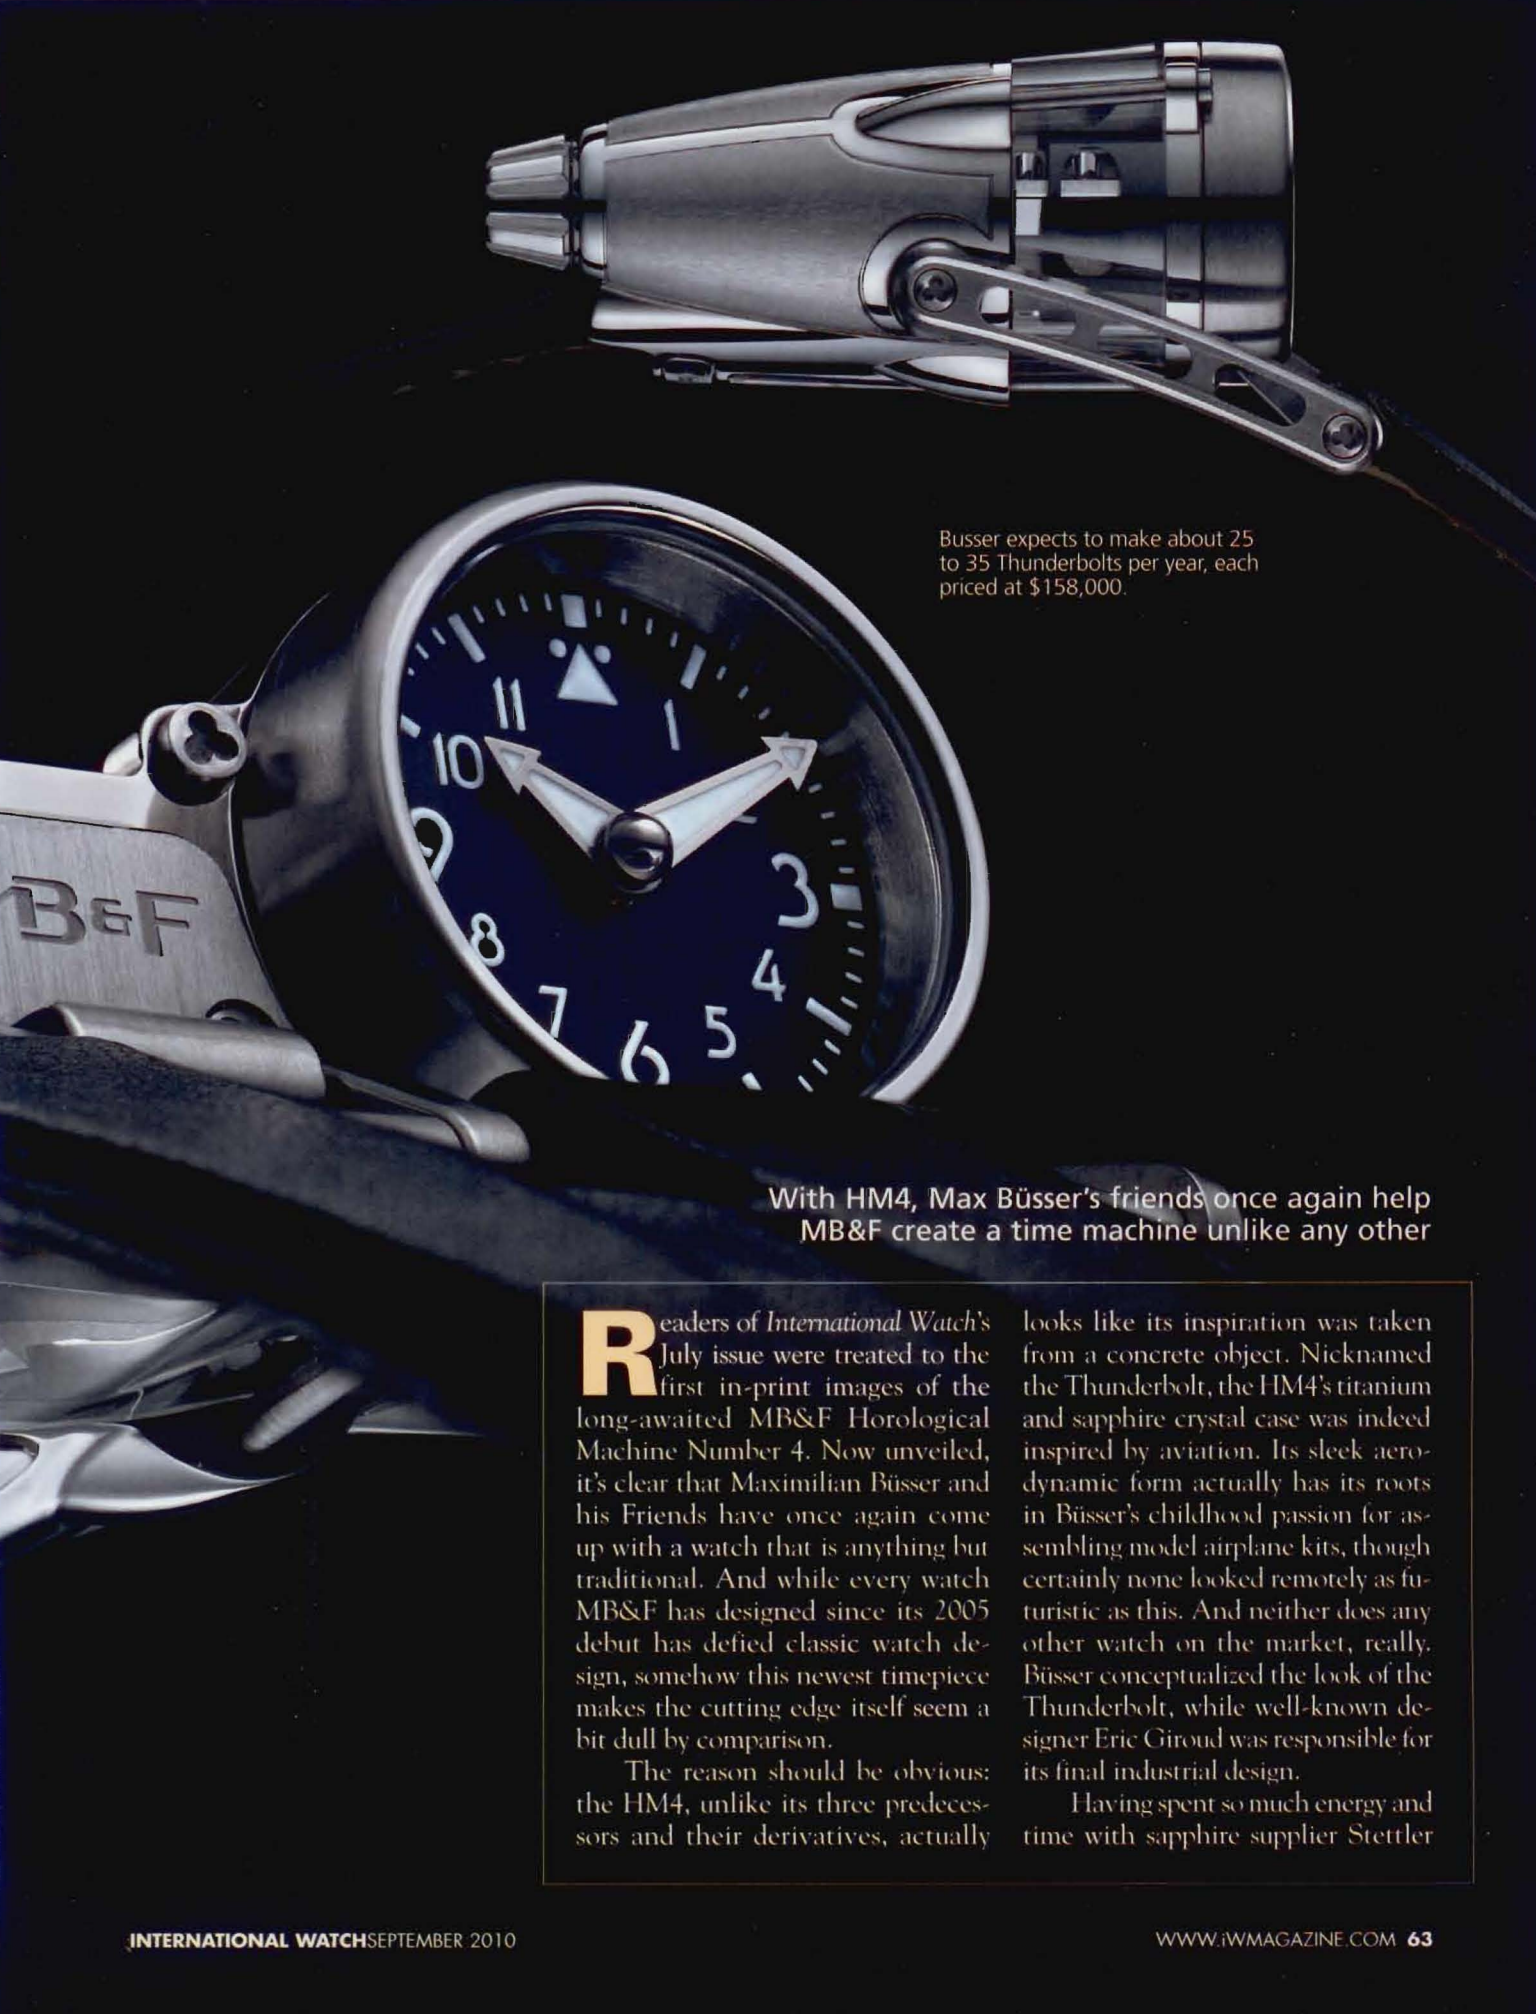 Busser expects to make about 25
to 35 Thunderbolts per year, each
priced at $158,000.
11
1
10
9
3
8
4
7
5
6
B&F
With HM4, Max Büsser's friends once again help
MB&F create a time machine unlike any other
Readers of International Watch's
July issue were treated to the
first in-print images of the
long-awaited MB&F Horological
Machine Number 4. Now unveiled,
it's clear that Maximilian Büsser and
his Friends have once again come
up with a watch that is anything but
traditional. And while every watch
MB&F has designed since its 2005
debut has defied classic watch de-
sign, somehow this newest timepiece
makes the cutting edge itself seem a
bit dull by comparison.
The reason should be obvious:
the HM4, unlike its three predeces-
sors and their derivatives, actually
looks like its inspiration was taken
from a concrete object. Nicknamed
the Thunderbolt, the HM4's titanium
and sapphire crystal case was indeed
inspired by aviation. Its sleek aero-
dynamic form actually has its roots
in Büsser's childhood passion for as-
sembling model airplane kits, though
certainly none looked remotely as fu-
turistic as this. And neither does any
other watch on the market, really.
Büsser conceptualized the look of the
Thunderbolt, while well-known de-
signer Eric Giroud was responsible for
its final industrial design.
Having spent so much energy and
time with sapphire supplier Stettler
INTERNATIONAL WATCH SEPTEMBER 2010
WWW.iWMAGAZINE.COM 63